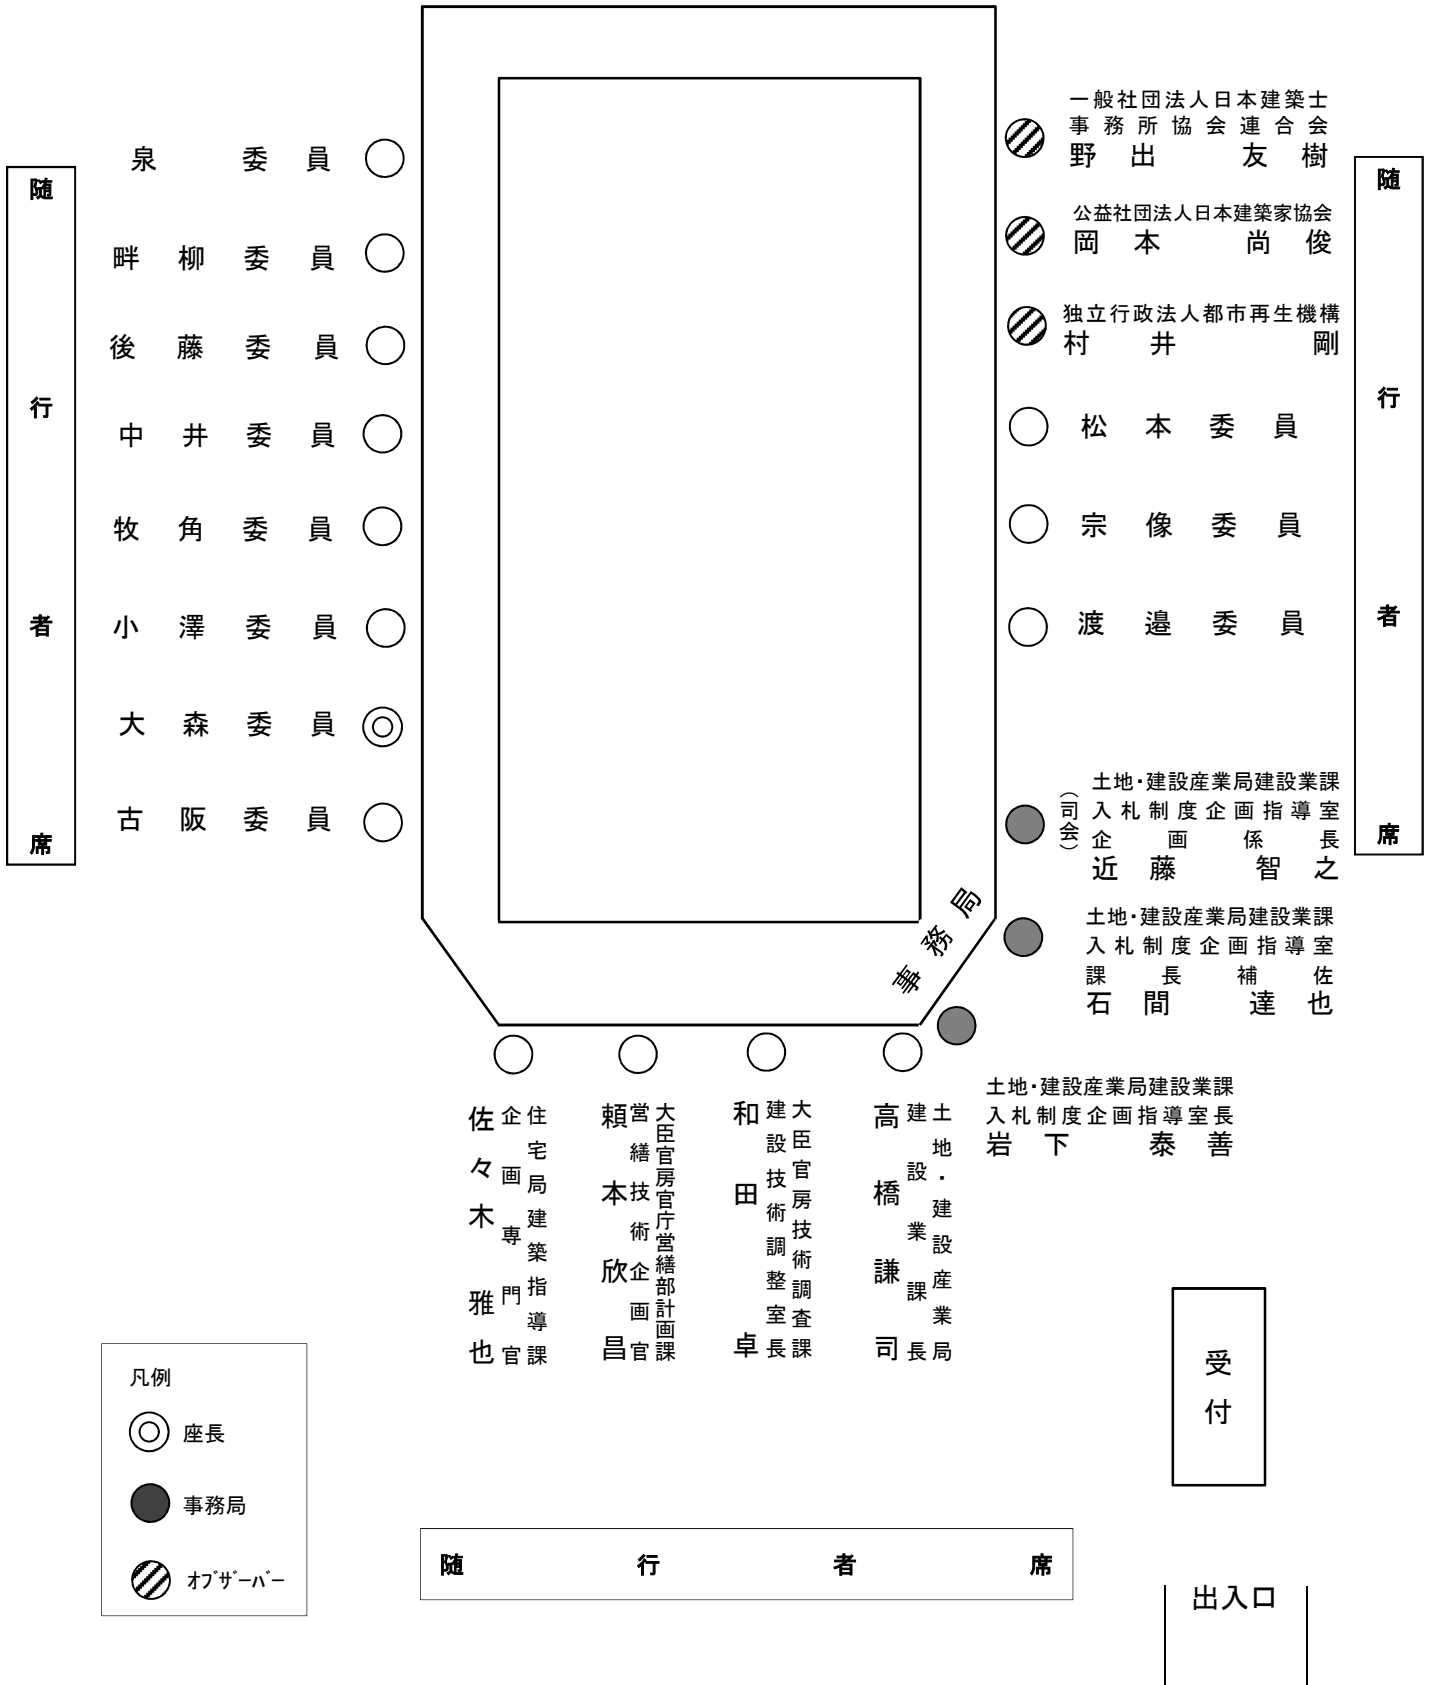 泉　委員
畔柳委員
後藤委員
中井委員
牧角委員
小澤委員
大森委員
古阪委員
随行者席
一般社団法人日本建築士
事務所協会連合会
野出　友樹
公益社団法人日本建築家協会
岡本　尚俊
独立行政法人都市再生機構
村井　剛
松本委員
宗像委員
渡邉委員
随行者席
（司会）
土地・建設産業局建設業課
入札制度企画指導室
企画係長
近藤　智之
事務局
土地・建設産業局建設業課
入札制度企画指導室
課長補佐
石間　達也
土地・建設産業局建設業課
入札制度企画指導室長
岩下　泰善
土地・建設産業局
建設業課長
高橋謙司
大臣官房技術調査課
建設技術調整室長
和田　卓
大臣官房官庁営繕部計画課
営繕技術企画官
頼本欣昌
住宅局建築指導課
企画専門官
佐々木　雅也
凡例
座長
事務局
ｵﾌﾞｻﾞｰﾊﾞｰ
受付
随行者席
出入口